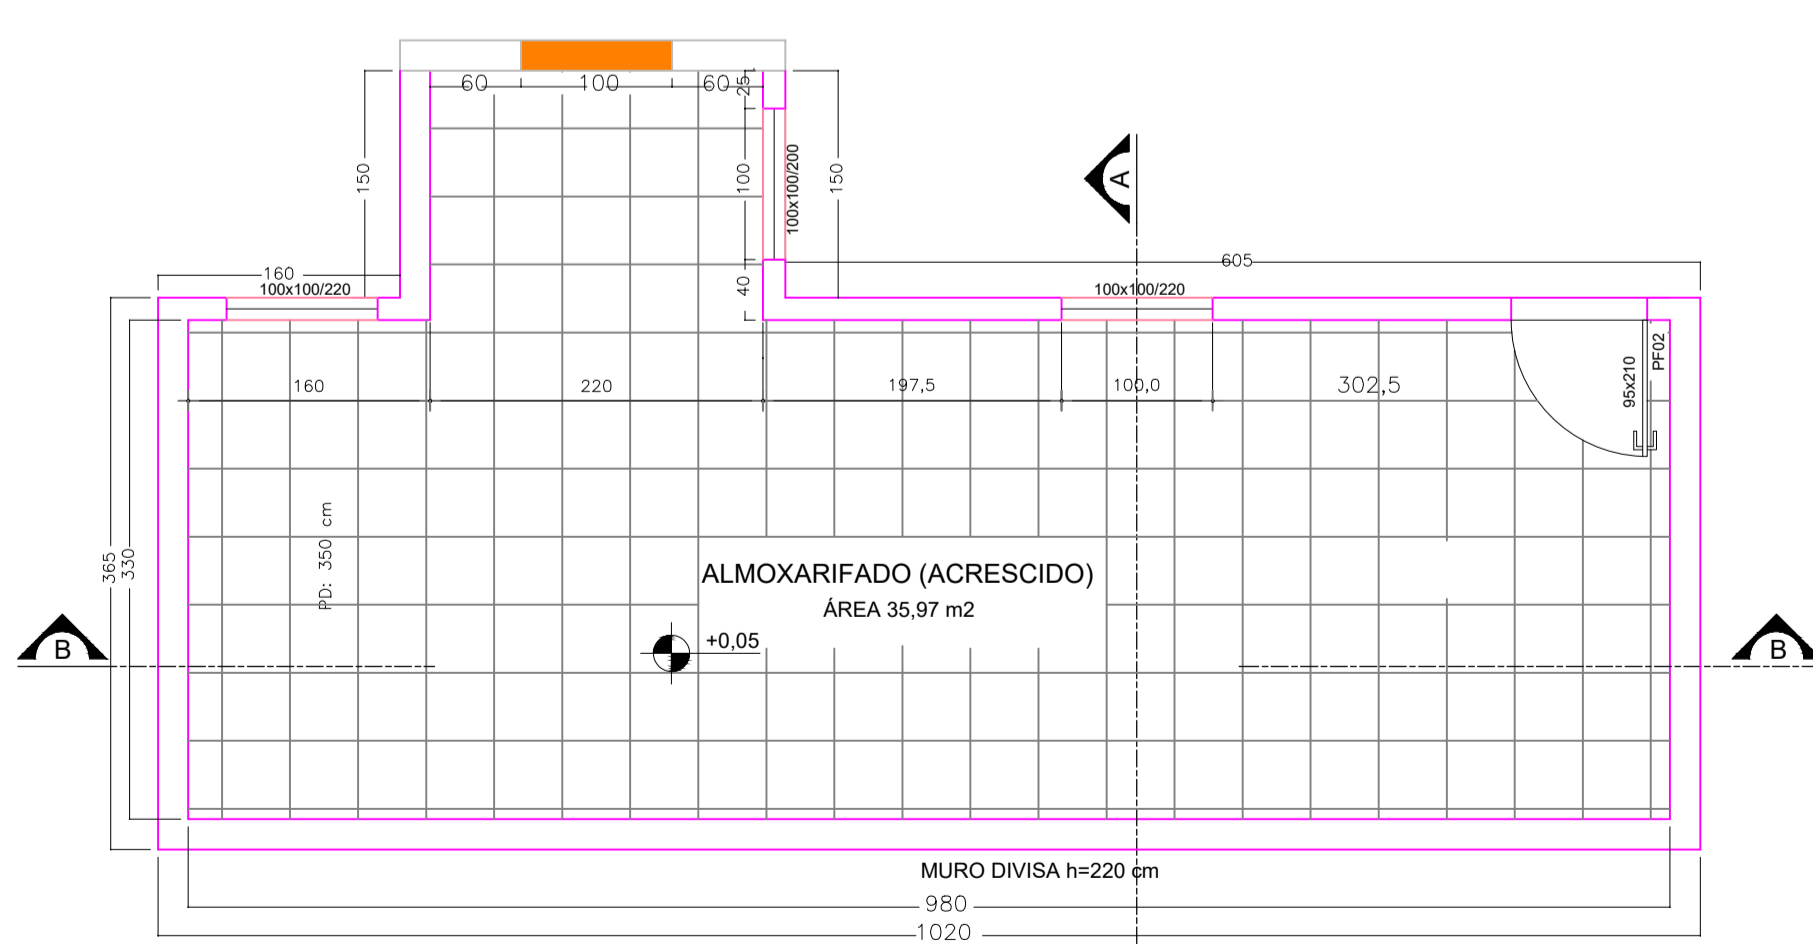 60 100 60
25
150
100
100x100/200
150
A
160
605
100x100/220
40
100x100/220
160 220 197,5 100,0 302,5
95x210
PF02
365
330
PD: 350 cm
ALMOXARIFADO (ACRESCIDO)
ÁREA 35,97 m2
+0,05
B
B
MURO DIVISA h=220 cm
980
1020